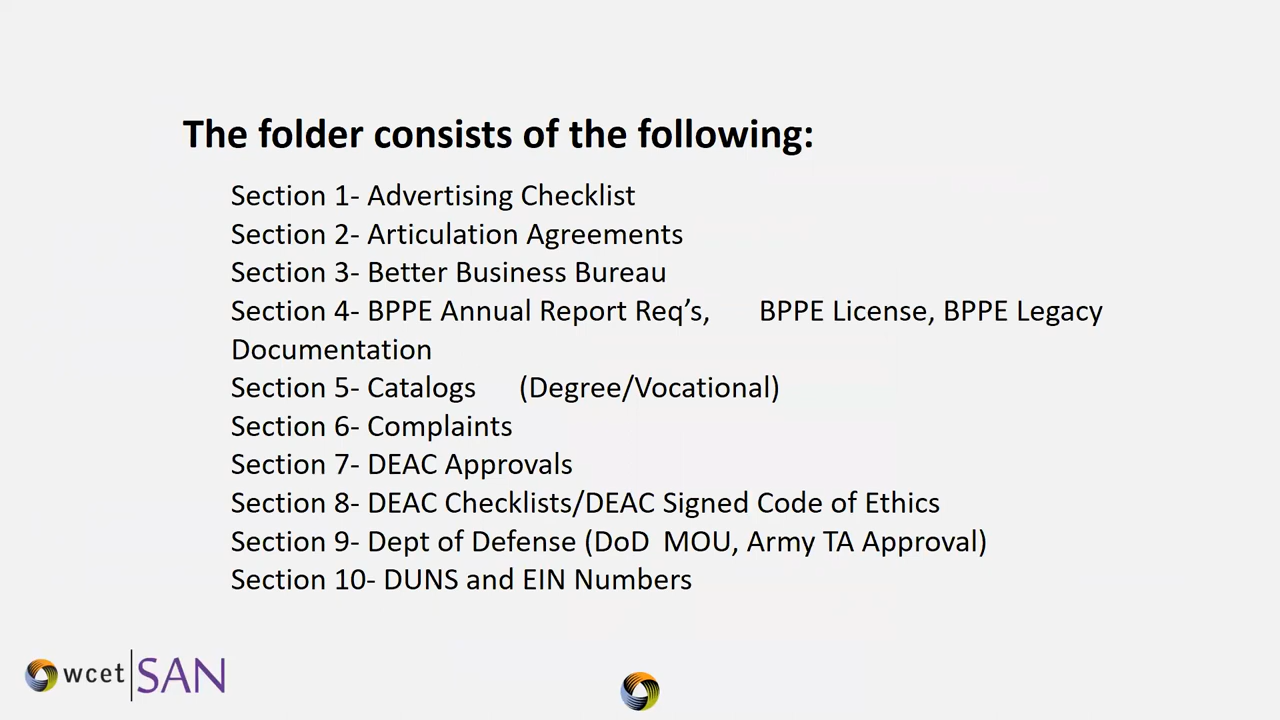 The folder consists of the following:
Section 1- Advertising Checklist
Section 2- Articulation Agreements
Section 3- Better Business Bureau
Section 4- BPPE Annual Report Req’s, BPPE License, BPPE Legacy
Documentation
Section 5- Catalogs (Degree/Vocational)
Section 6- Complaints
Section 7- DEAC Approvals
Section 8- DEAC Checklists/DEAC Signed Code of Ethics
Section 9- Dept of Defense (DoD MOU, Army TA Approval)
Section 10- DUNS and EIN Numbers
wcet SAN